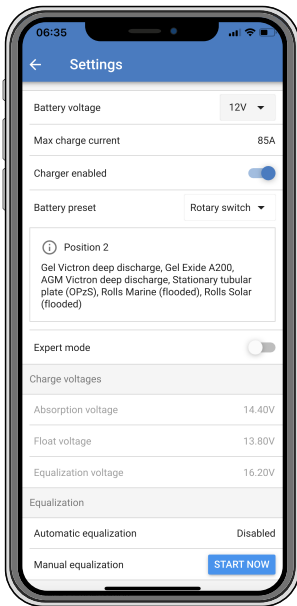 06:35
Settings
Battery voltage 12V
Max charge current 85A
Charger enabled
Battery preset Rotary switch
Position 2
Gel Victron deep discharge, Gel Exide A200,
AGM Victron deep discharge, Stationary tubular
plate (OPzS), Rolls Marine (flooded), Rolls Solar
(flooded)
Expert mode
Charge voltages
Absorption voltage 14.40V
Float voltage 13.80V
Equalization voltage 16.20V
Equalization
Automatic equalization Disabled
Manual equalization START NOW